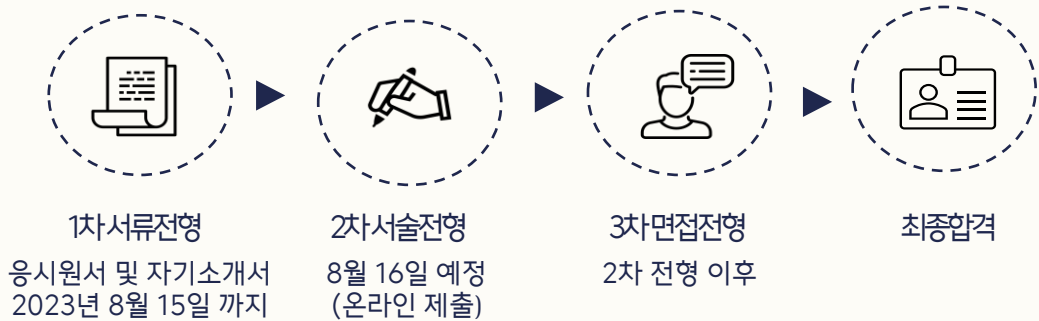 1차서류전형
응시원서 및 자기소개서
2023년 8월 15일 까지
2차서술전형
8월 16일 예정
(온라인 제출)
3차면접전형
2차 전형 이후
최종합격